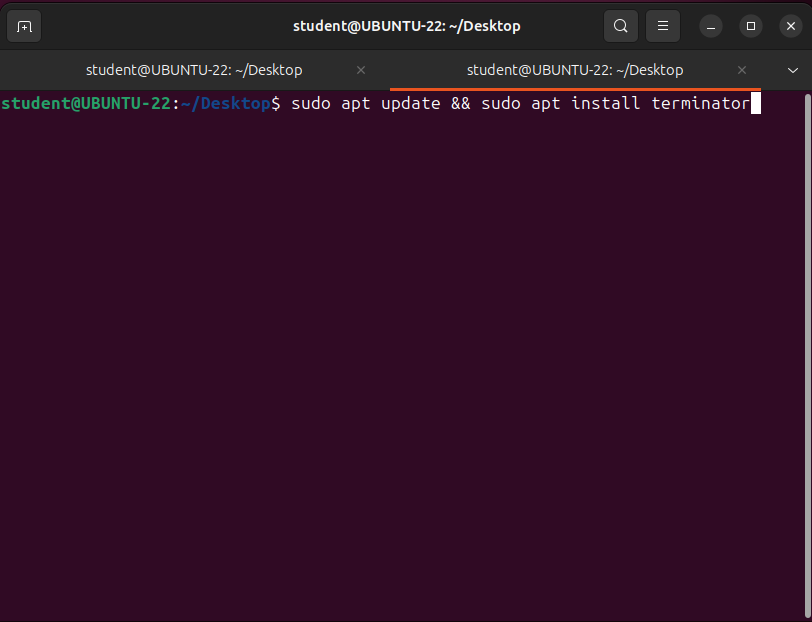 student@UBUNTU-22: ~/Desktop
student@UBUNTU-22: ~/Desktop
student@UBUNTU-22: ~/Desktop
student@UBUNTU-22:~/Desktop$ sudo apt update && sudo apt install terminator